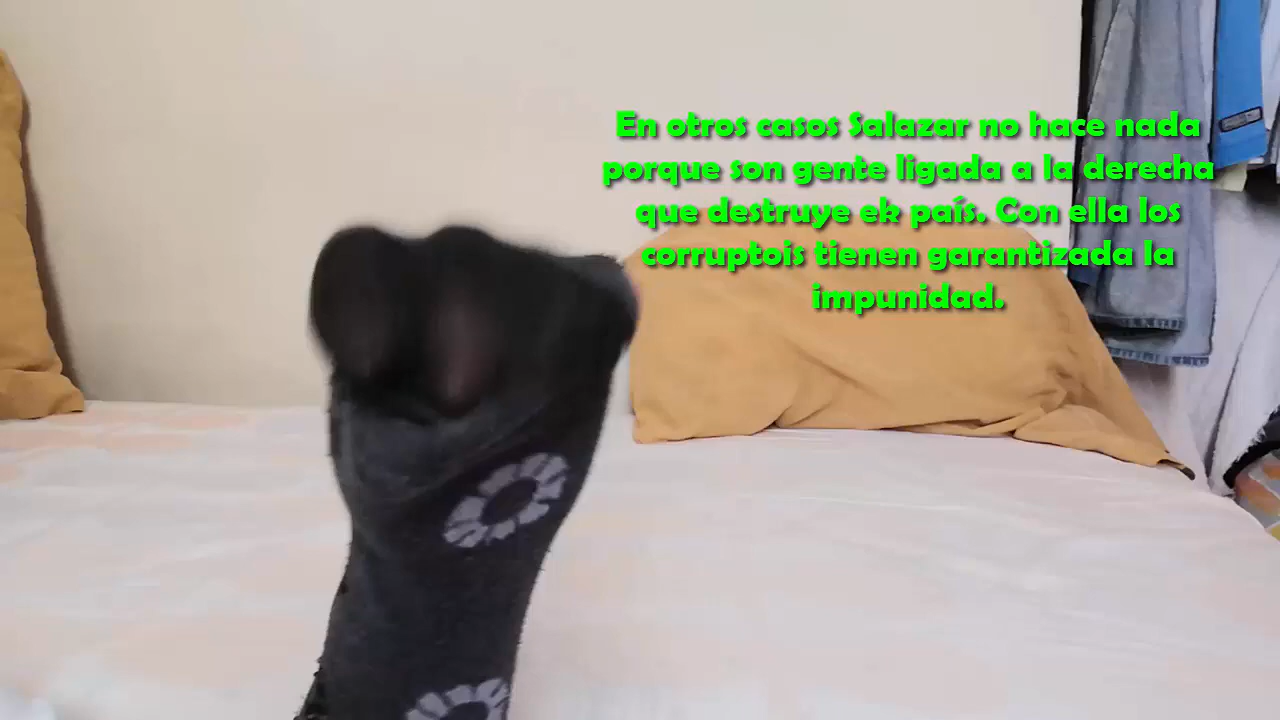 En otros casos Salazar no hace nada
porque son gente ligada a la derecha
que destruye ek país. Con ella los
corruptois tienen garantizada la
impunidad.